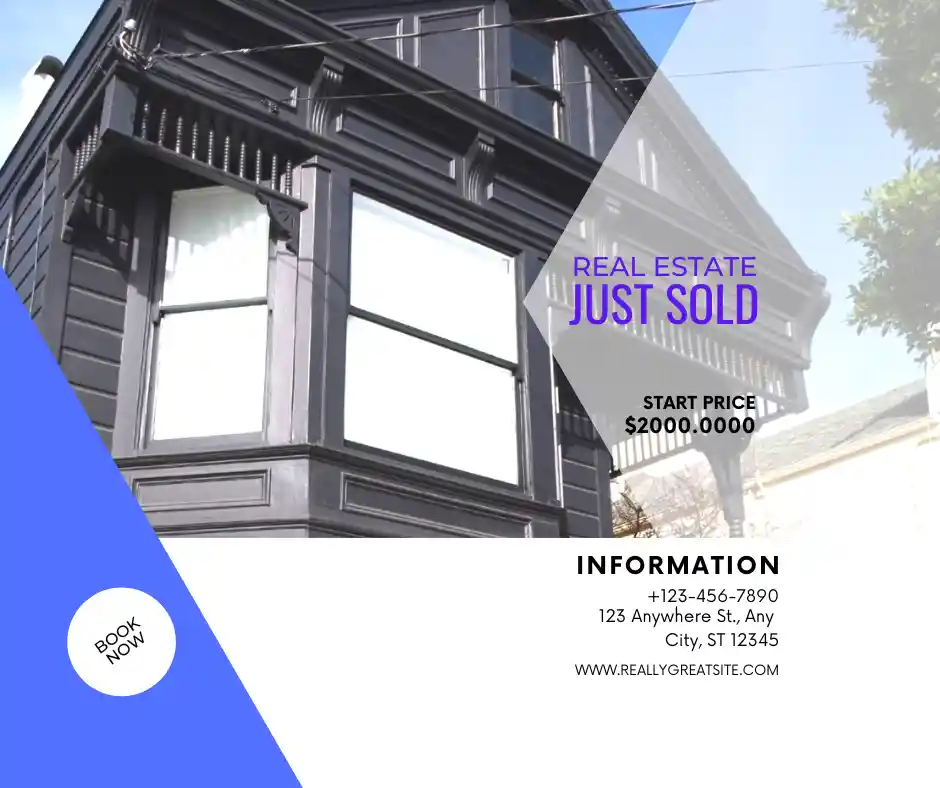 REAL ESTATE
JUST SOLD
START PRICE
$2000.0000
INFORMATION
+123-456-7890
123 Anywhere St., Any
City, ST 12345
WWW.REALLYGREATSITE.COM
BOOK
NOW